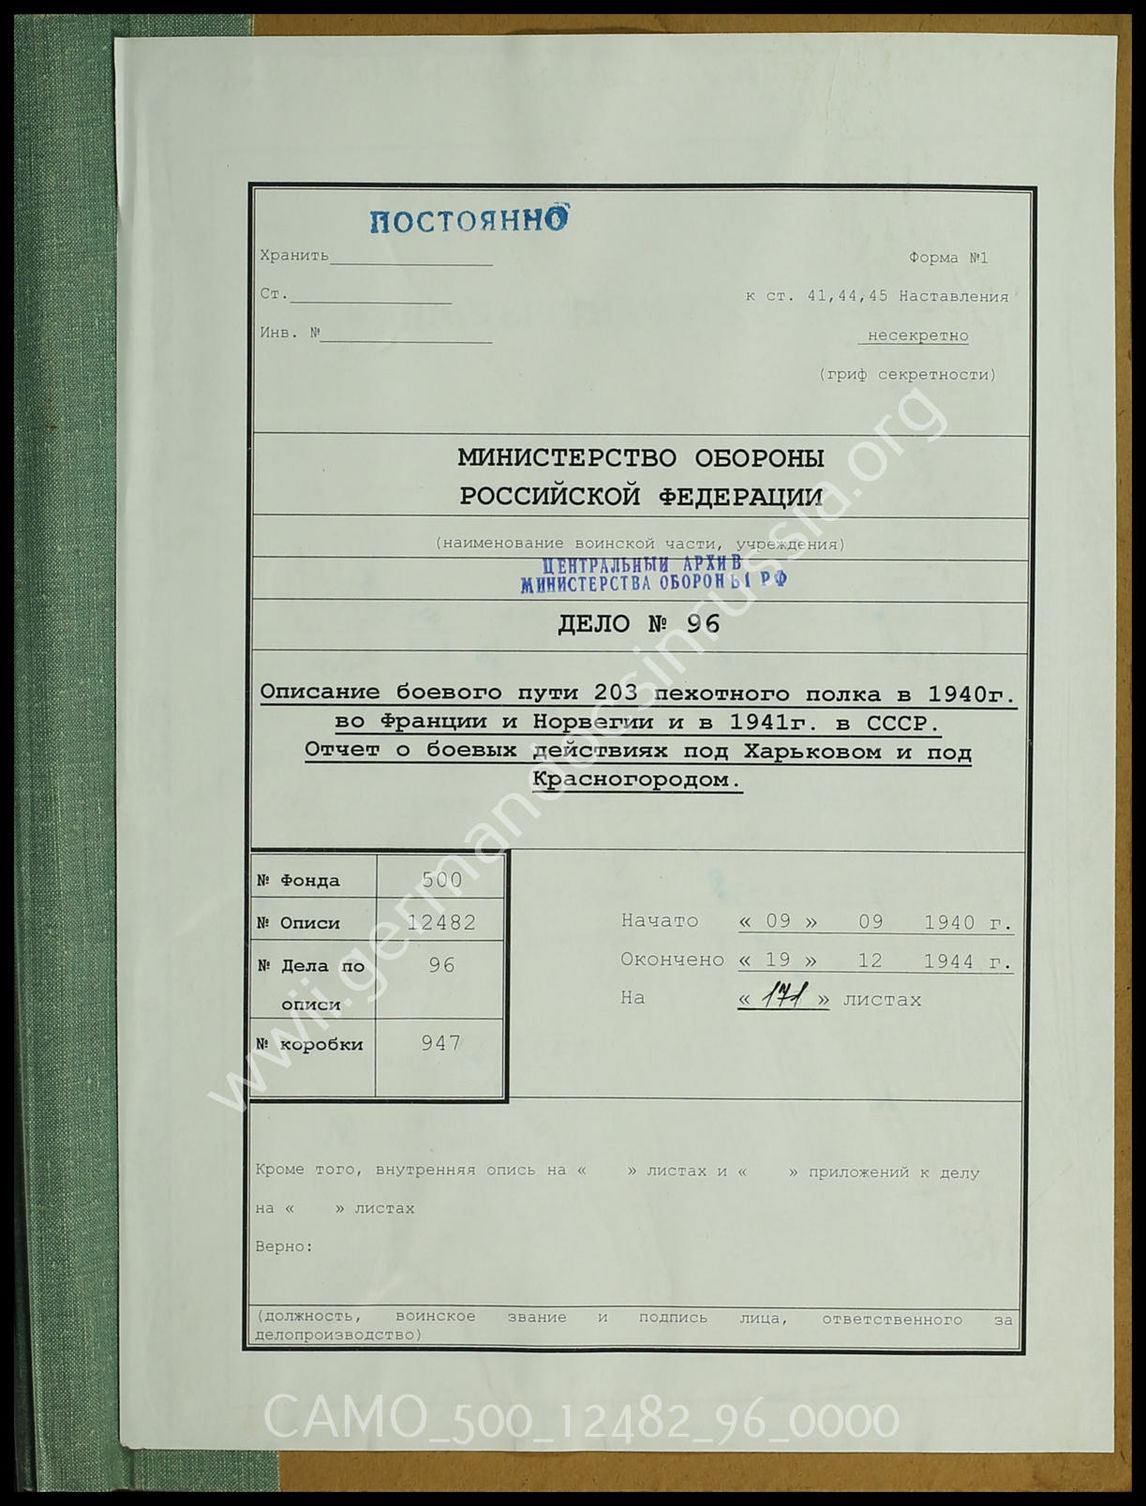 ПОСТОЯННО
Хранить
Форма №1
Ст.
к ст. 41,44,45 Наставления
Инв. №
несекретно
(гриф секретности)
МИНИСТЕРСТВО ОБОРОНЫ
РОССИЙСКОЙ ФЕДЕРАЦИИ
(наименование воинской части, учреждения)
ЦЕНТРАЛЬНЫЙ АРХИВ
МИНИСТЕРСТВА ОБОРОНЫ РФ
ДЕЛО № 96
Описание боевого пути 203 пехотного полка в 1940г.
во Франции и Норвегии и в 1941г. в СССР.
Отчет о боевых действиях под Харьковом и под
Красногородом.
№ Фонда 500
№ Описи 12482
№ Дела по 96
описи
№ коробки 947
Начато « 09 » 09 1940 г.
Окончено « 19 » 12 1944 г.
На « 171 » листах
Кроме того, внутренняя опись на « » листах и « » приложений к делу
на « » листах
Верно:
(должность, воинское звание и подпись лица, ответственного за
делопроизводство)
www.germandocsinrussia.org
CAMO_500_12482_96_0000